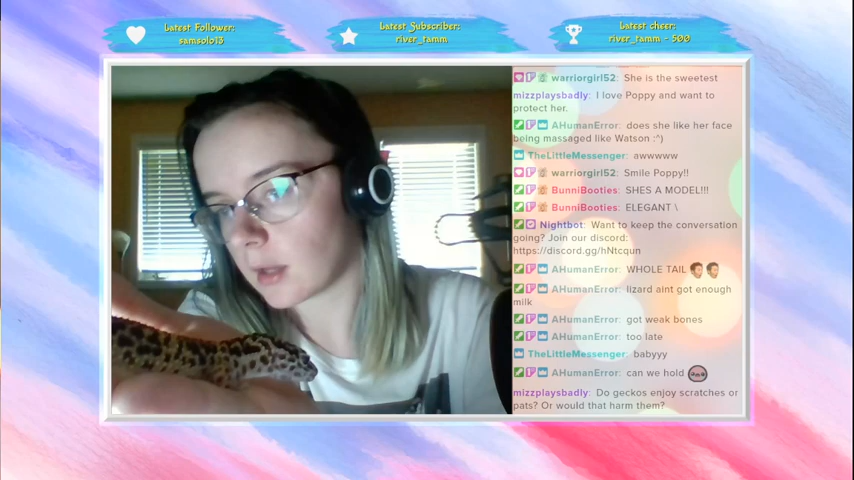 Latest Follower:
samsolo13
Latest Subscriber:
river_tamm
Latest cheer:
river_tamm - 500
warriorgirl52: She is the sweetest
mizzplaysbadly: I love Poppy and want to
protect her.
AHumanError: does she like her face
being massaged like Watson :^)
TheLittleMessenger: awwwww
warriorgirl52: Smile Poppy!!
BunniBooties: SHES A MODEL!!!
BunniBooties: ELEGANT \
Nightbot: Want to keep the conversation
going? Join our discord:
https://discord.gg/hNtcqun
AHumanError: WHOLE TAIL
AHumanError: lizard aint got enough
milk
AHumanError: got weak bones
AHumanError: too late
TheLittleMessenger: babyyy
AHumanError: can we hold
mizzplaysbadly: Do geckos enjoy scratches or
pats? Or would that harm them?